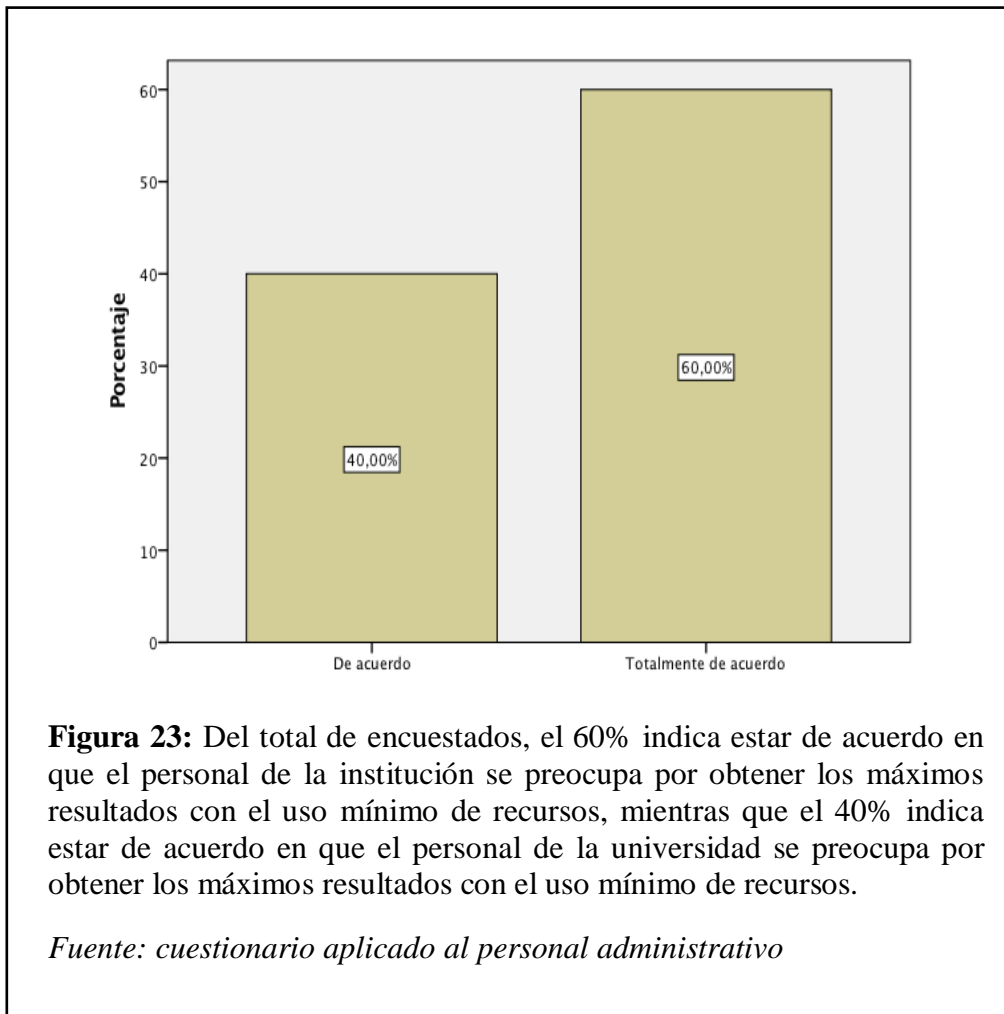 60
50
40
30
20
10
0
Porcentaje
40,00%
60,00%
De acuerdo
Totalmente de acuerdo
Figura 23: Del total de encuestados, el 60% indica estar de acuerdo en
que el personal de la institución se preocupa por obtener los máximos
resultados con el uso mínimo de recursos, mientras que el 40% indica
estar de acuerdo en que el personal de la universidad se preocupa por
obtener los máximos resultados con el uso mínimo de recursos.
Fuente: cuestionario aplicado al personal administrativo